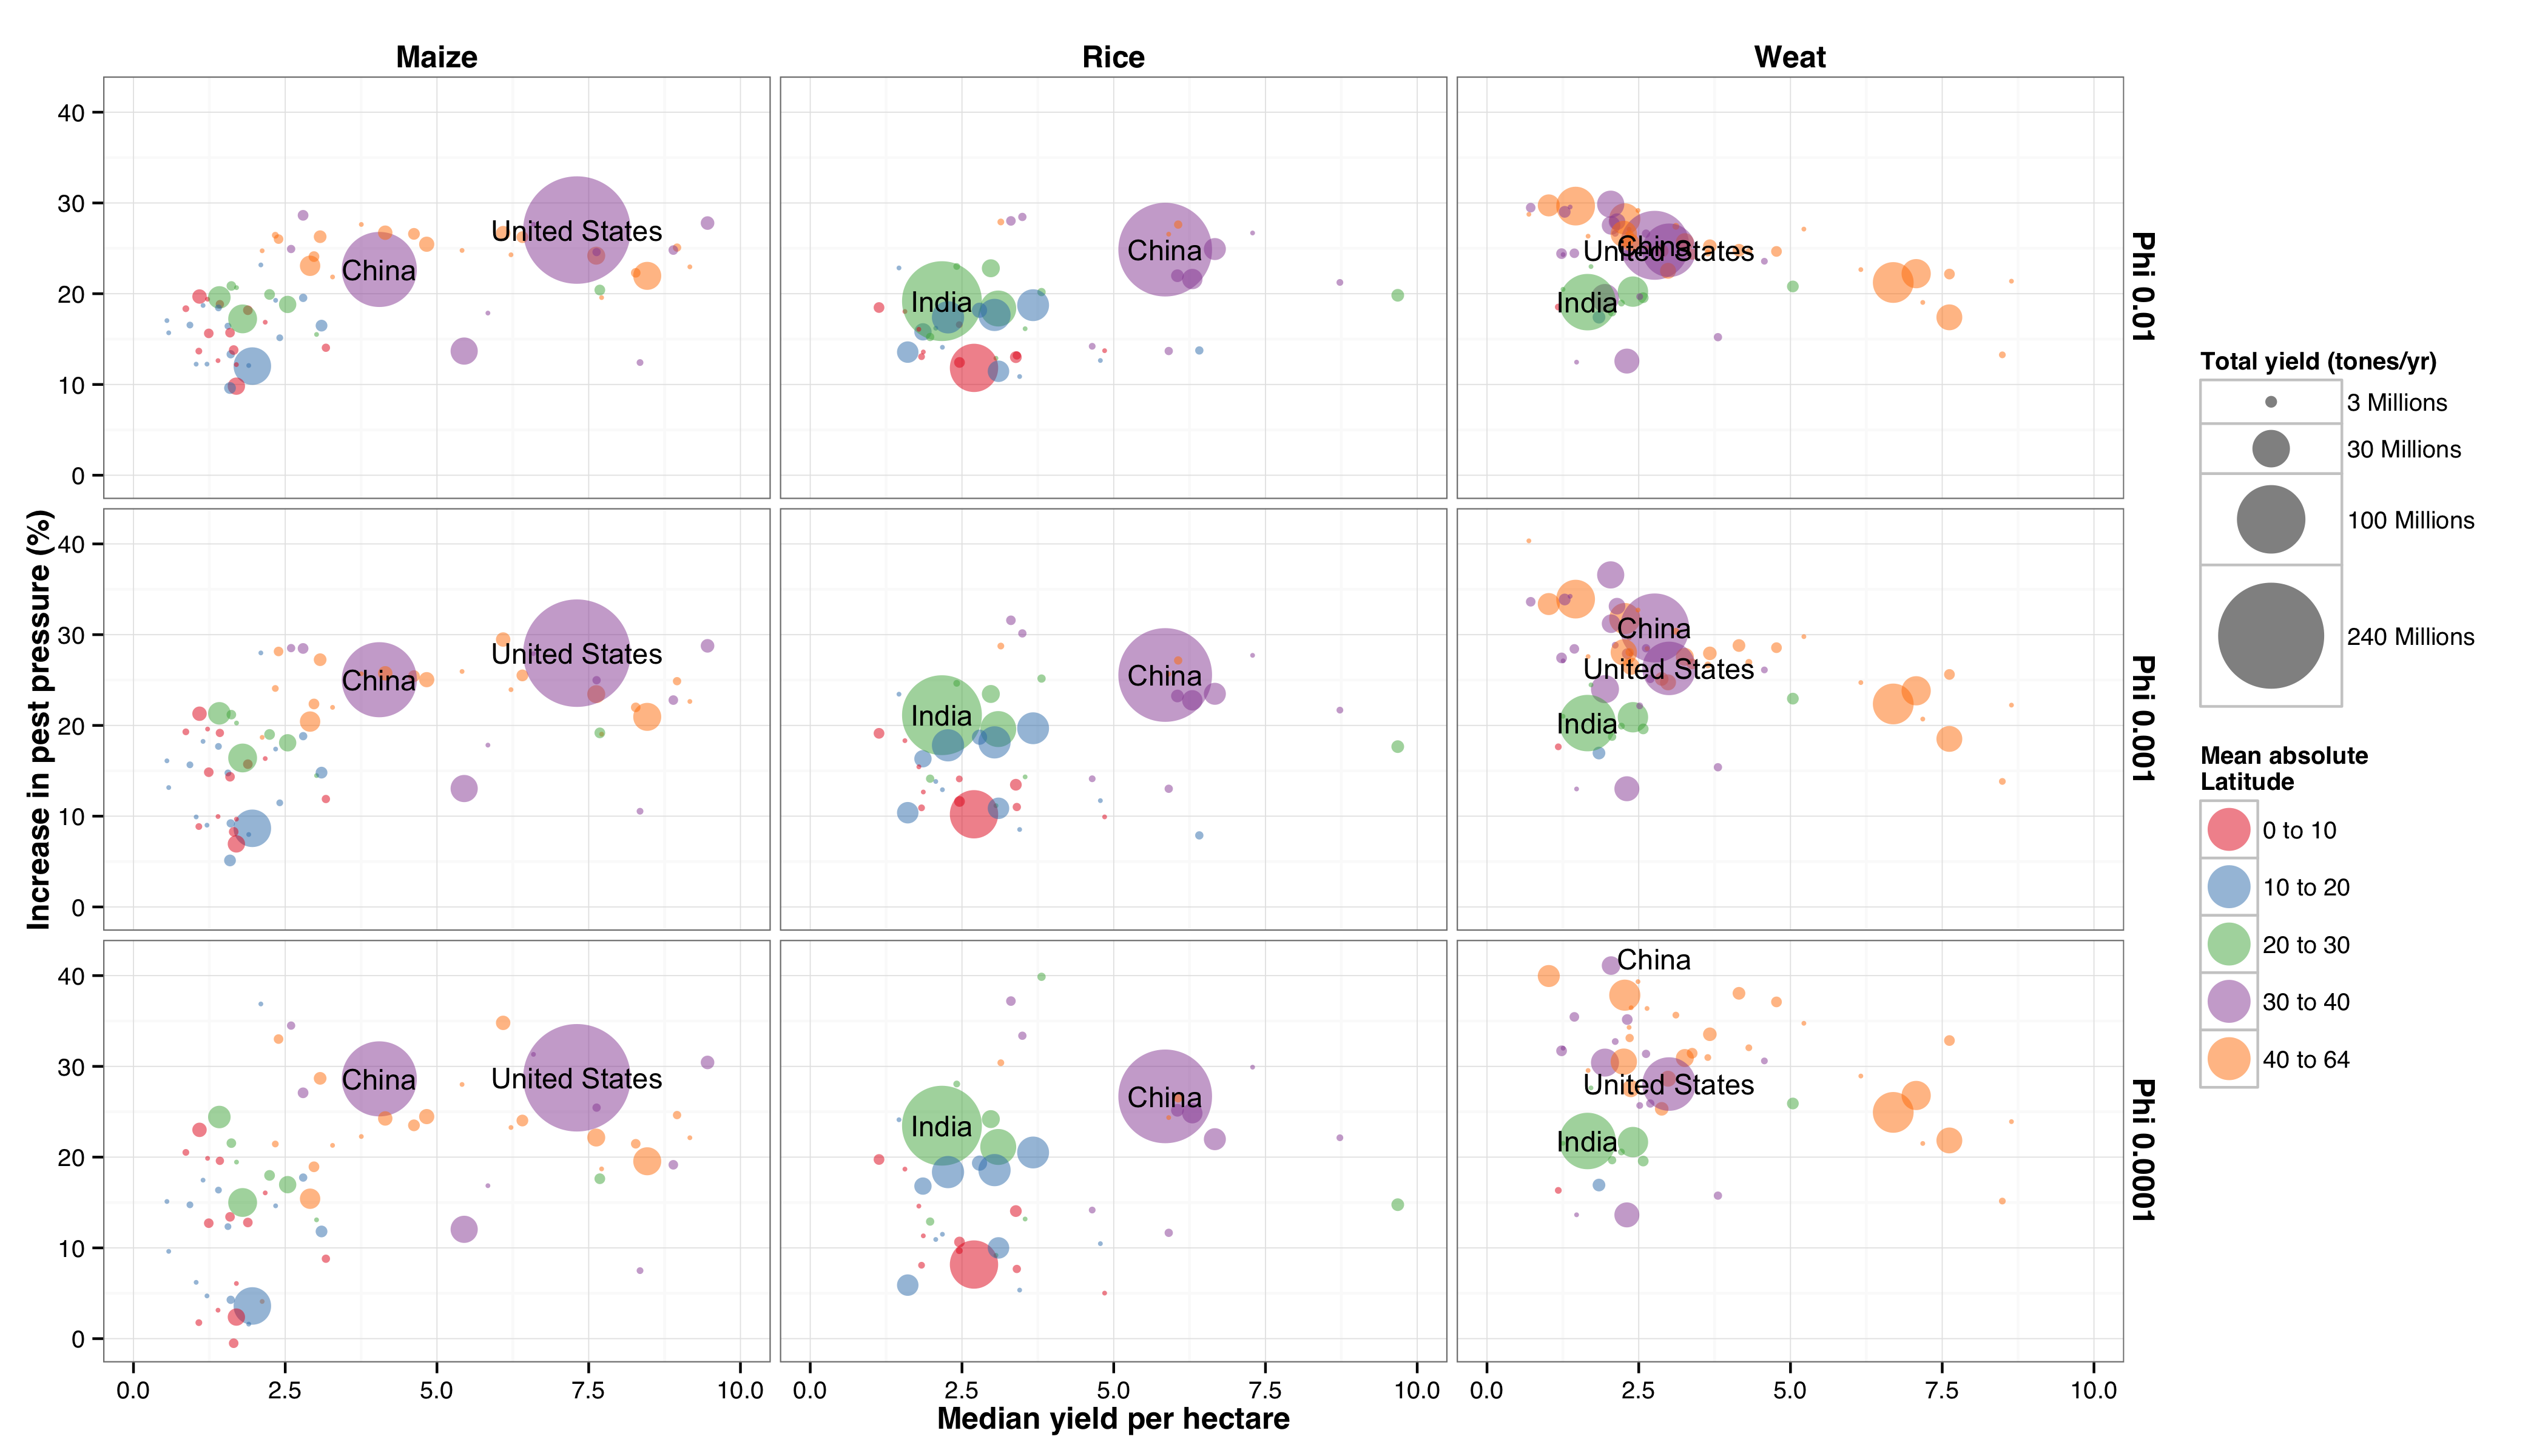 Maize
Rice
Weat
Increase in pest pressure (%)
40
30
20
10
0
United States
China
China
India
China
United States
India
Phi 0.01
40
30
20
10
0
United States
China
China
India
China
United States
India
Phi 0.001
40
30
20
10
0
China
United States
China
India
China
United States
India
Phi 0.0001
0.0 2.5 5.0 7.5 10.0
0.0 2.5 5.0 7.5 10.0
0.0 2.5 5.0 7.5 10.0
Median yield per hectare
Total yield (tones/yr)
3 Millions
30 Millions
100 Millions
240 Millions
Mean absolute
Latitude
0 to 10
10 to 20
20 to 30
30 to 40
40 to 64